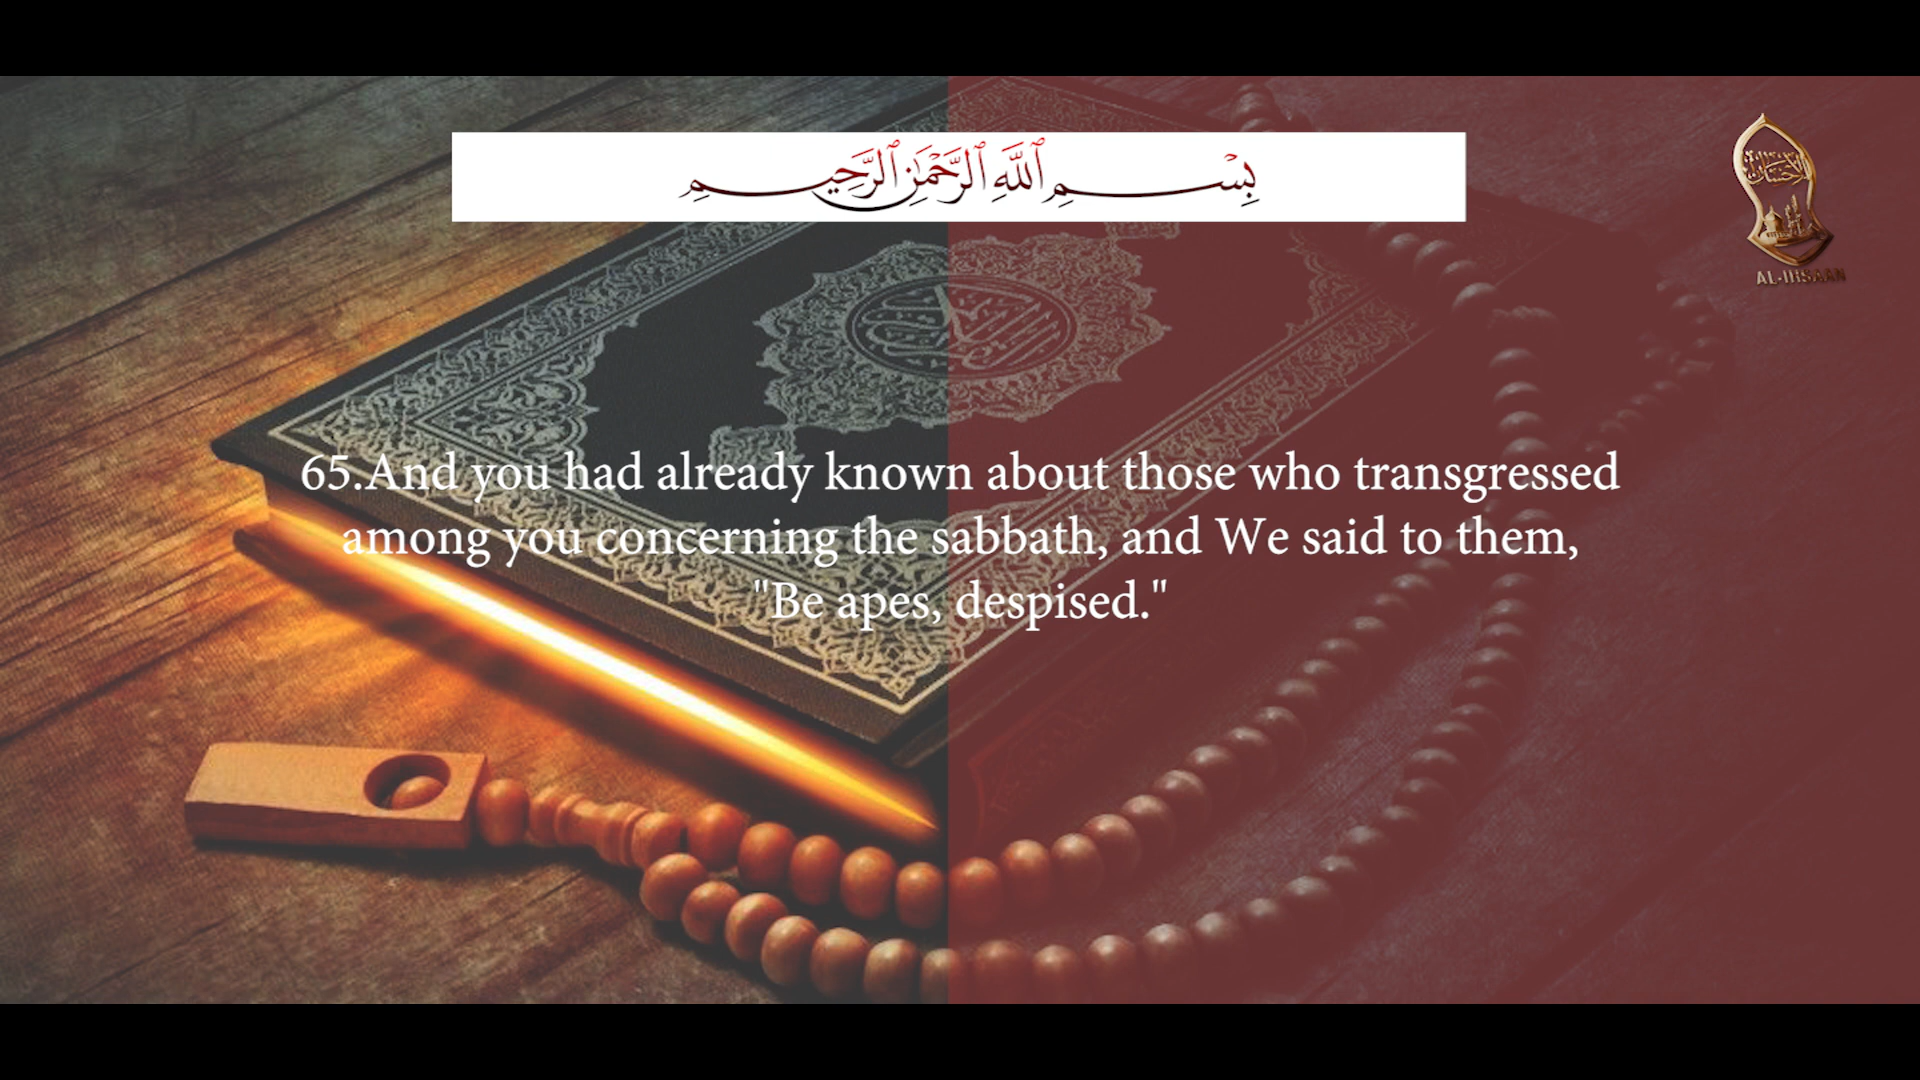 بِسْمِ ٱللَّهِ ٱلرَّحْمَٰنِ ٱلرَّحِيمِ
AL-IHSAAN
65.And you had already known about those who transgressed
among you concerning the sabbath, and We said to them,
"Be apes, despised."